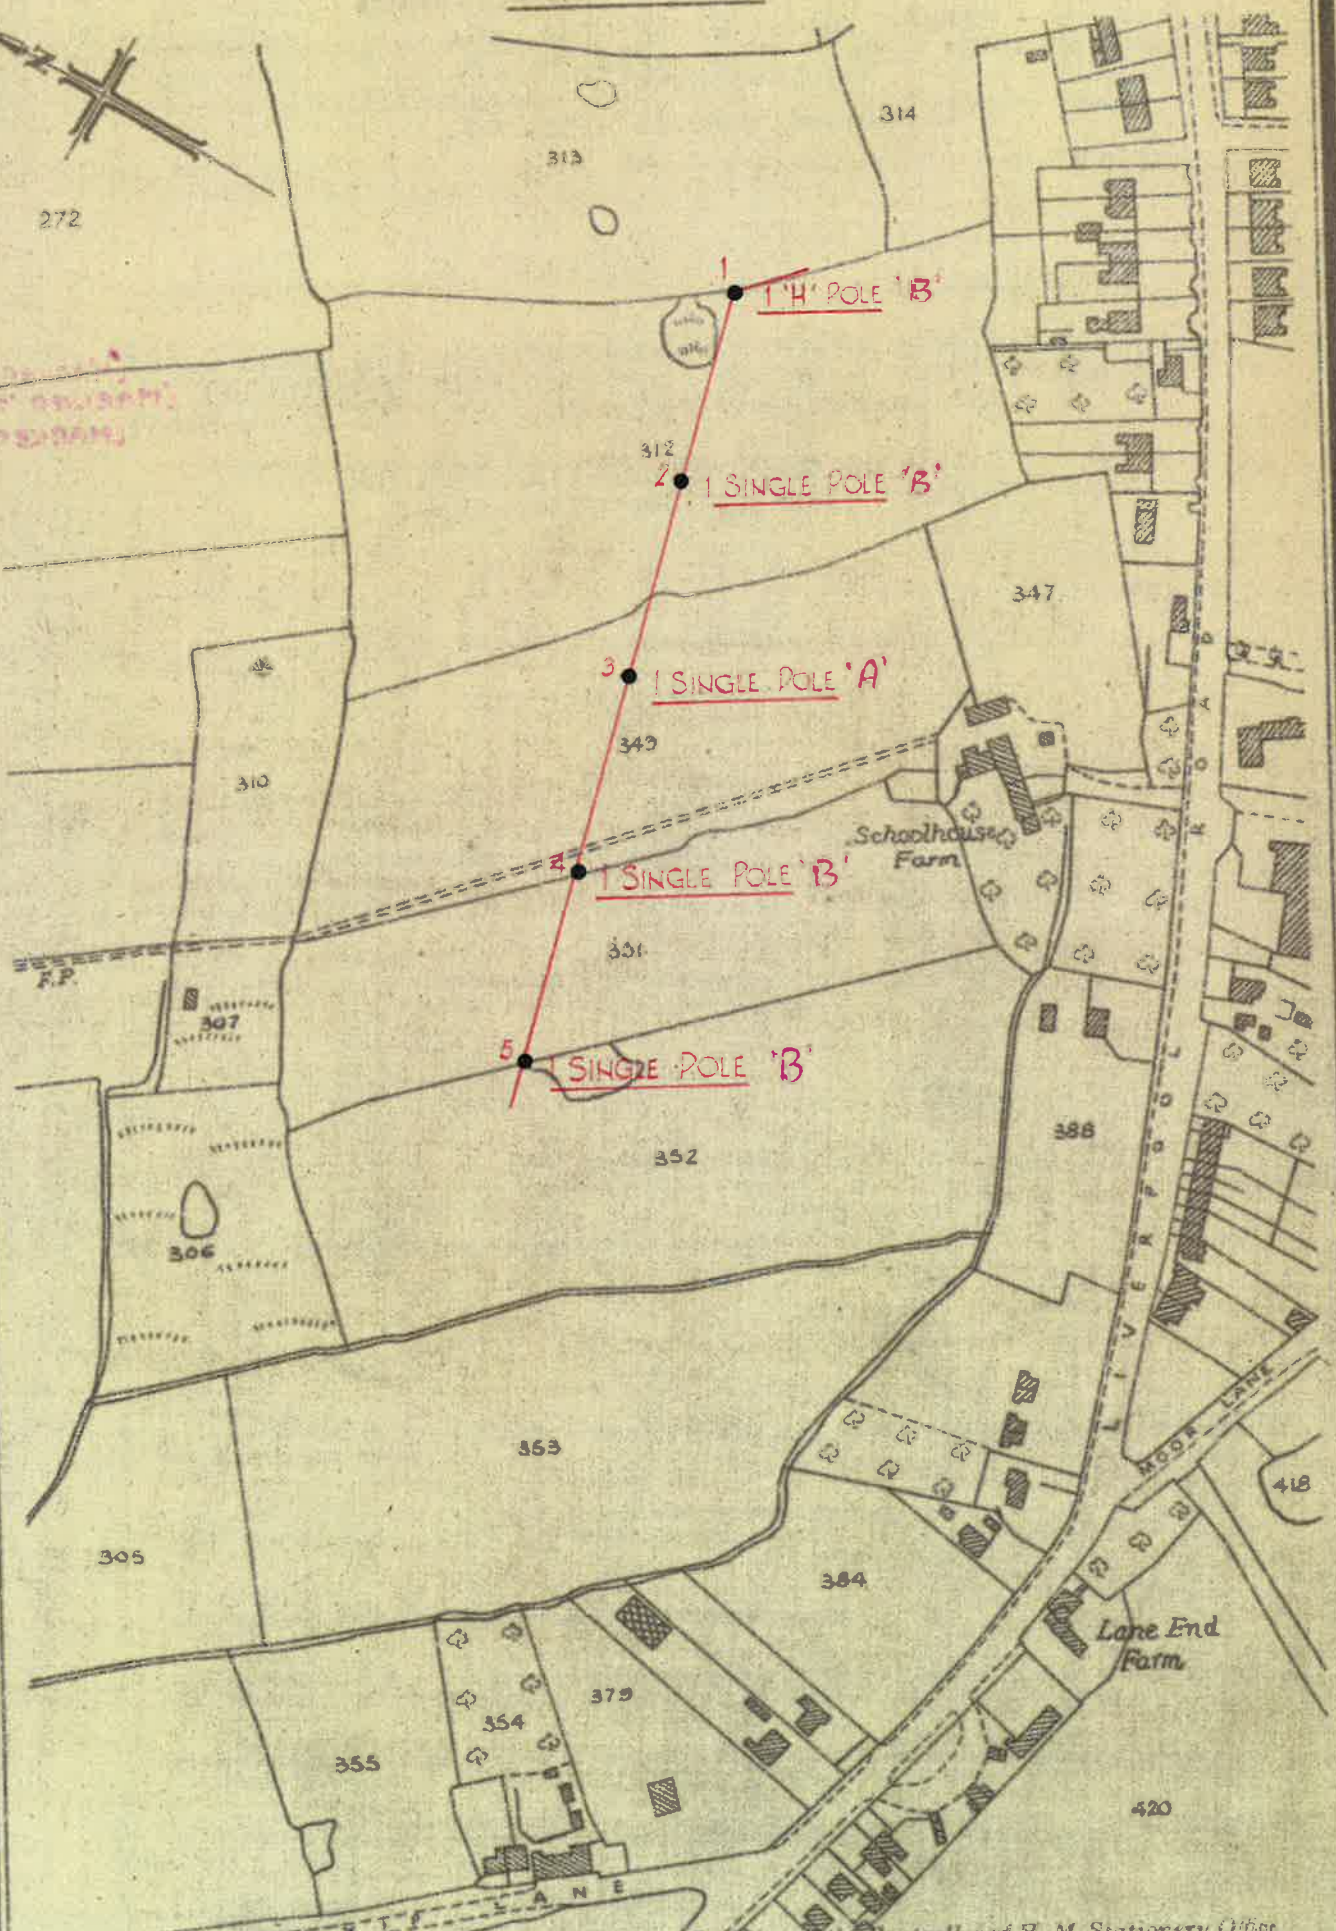 N
314
313
272
1
1 'H' POLE 'B'
312
2
1 SINGLE POLE 'B'
347
3
1 SINGLE POLE 'A'
349
310
Schoolhouse
Farm
4
1 SINGLE POLE 'B'
351
F.P.
307
5
1 SINGLE POLE 'B'
388
352
306
LIVERPOOL ROAD
353
MOOR LANE
418
305
384
Lane End
Farm
379
354
355
420
LANE
H. M. Stationery Office